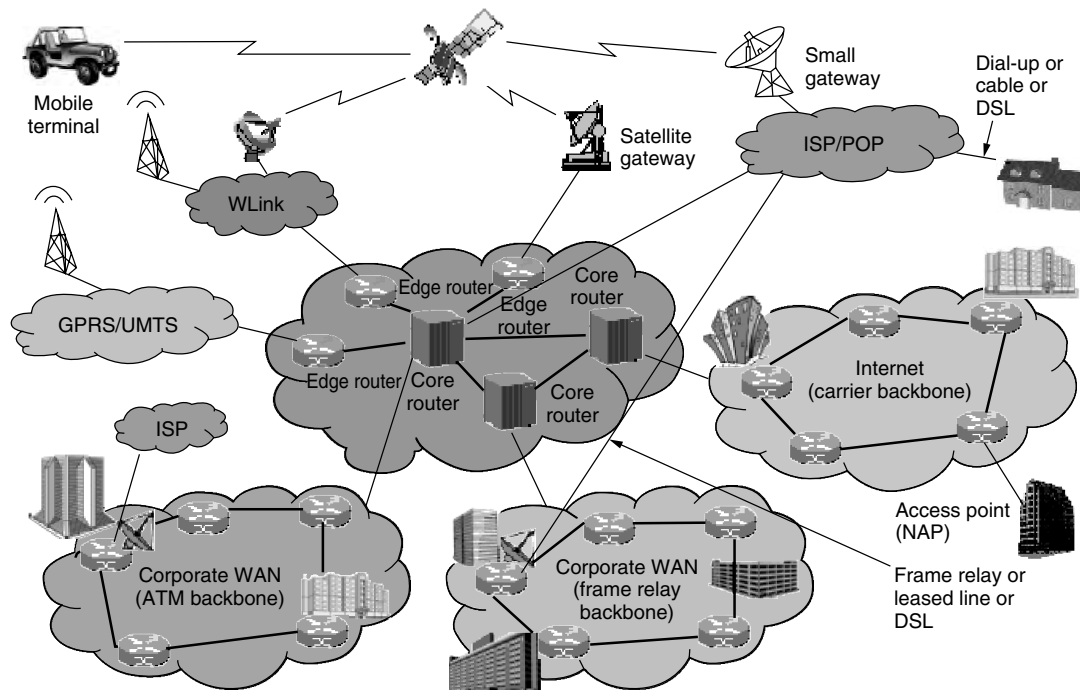 Mobile
terminal
Small
gateway
Dial-up or
cable or
DSL
Satellite
gateway
ISP/POP
WLink
GPRS/UMTS
Edge router
Edge
router
Core
router
Edge router
Core
router
Core
router
Internet
(carrier backbone)
ISP
Access point
(NAP)
Corporate WAN
(ATM backbone)
Corporate WAN
(frame relay
backbone)
Frame relay or
leased line or
DSL